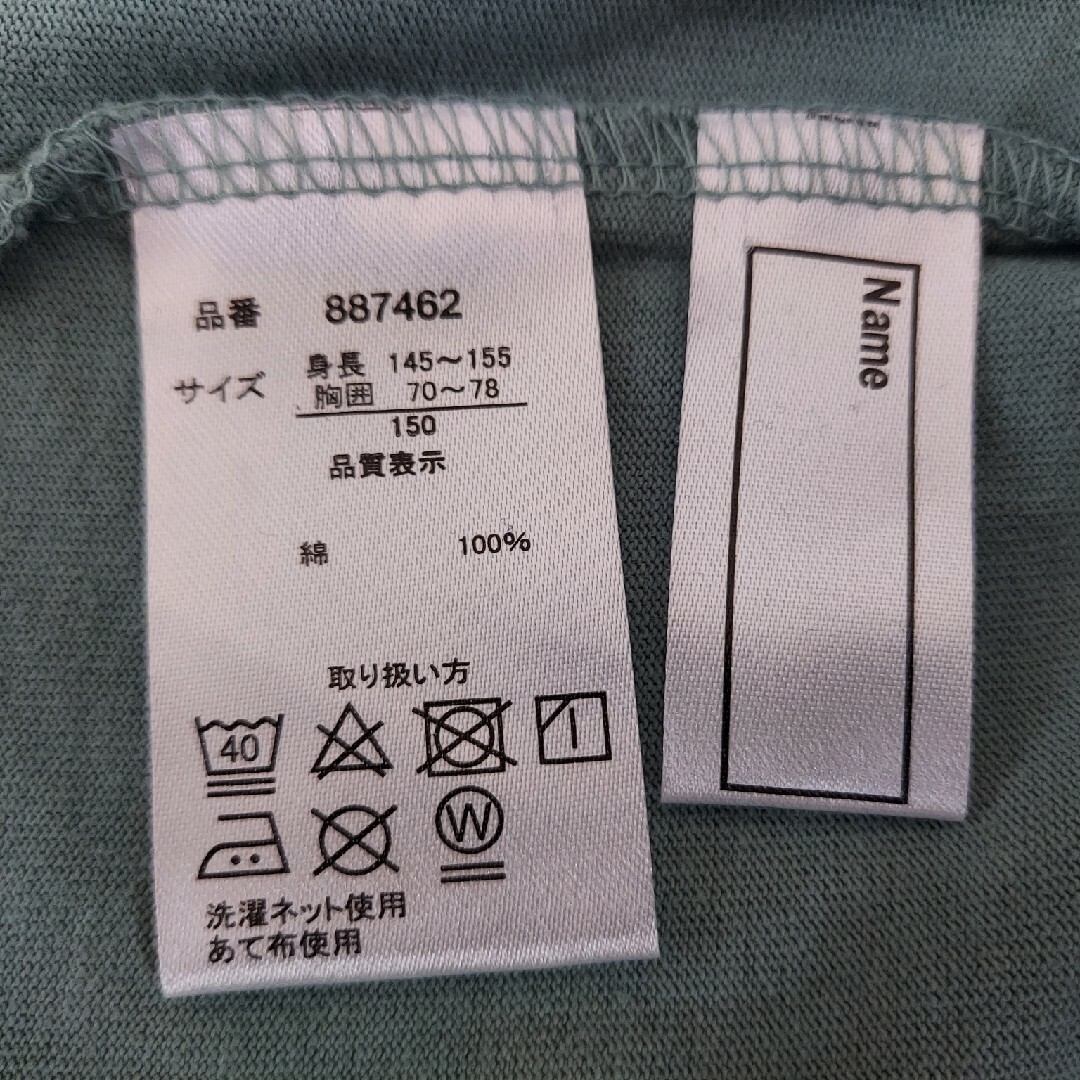 品番 887462
サイズ 身長 145～155
胸囲 70～78
150
品質表示
綿 100%
取り扱い方
40
W
洗濯ネット使用
あて布使用
Name